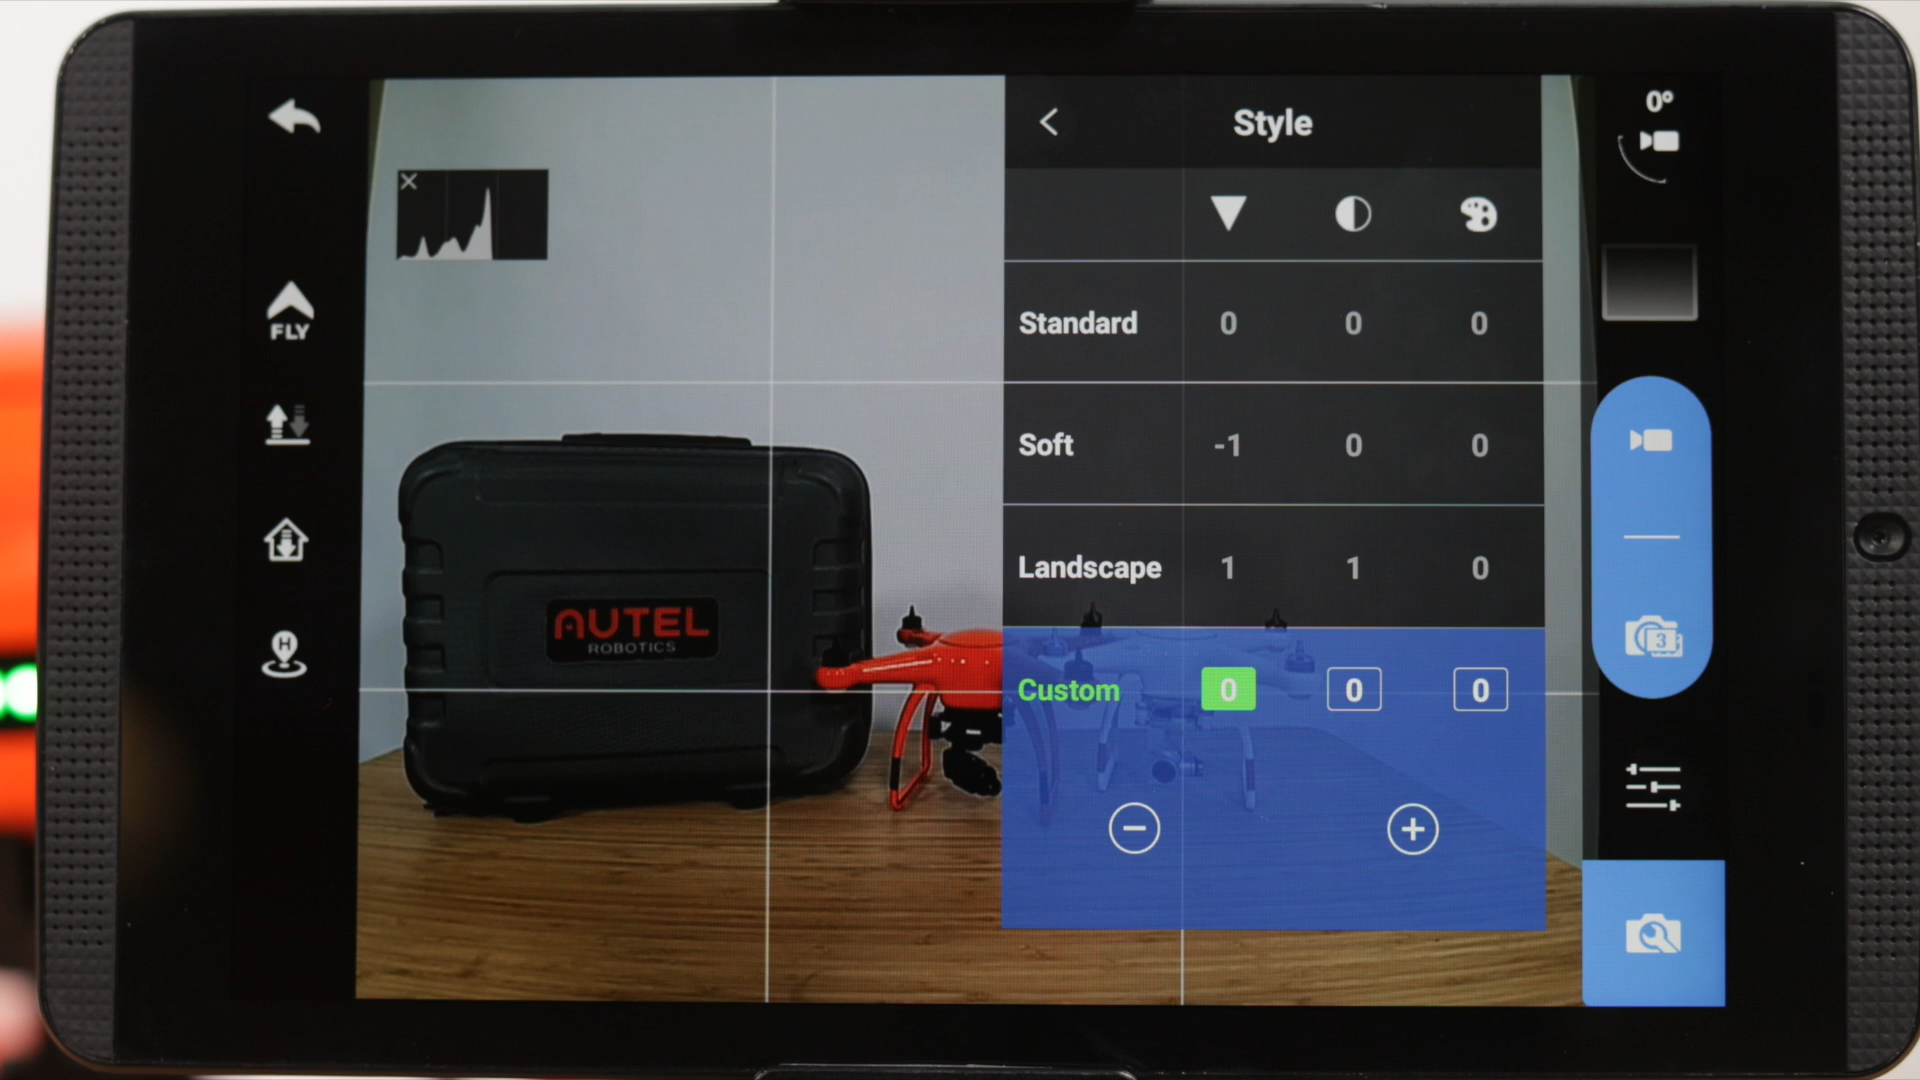 Style
0°
FLY
Standard 0 0 0
Soft -1 0 0
Landscape 1 1 0
Custom 0 0 0
AUTEL
ROBOTICS
H
3